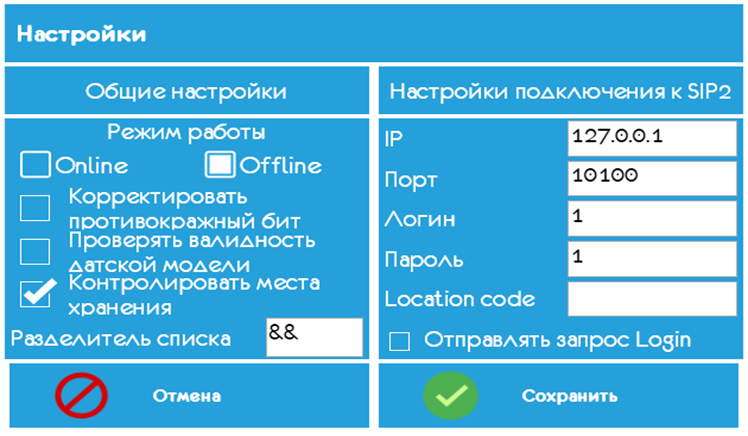 Настройки
Общие настройки
Настройки подключения к SIP2
Режим работы
Online
Offline
Корректировать
противокражный бит
Проверять валидность
датской модели
Контролировать места
хранения
Разделитель списка
&&
IP
127.0.0.1
Порт
10100
Логин
1
Пароль
1
Location code
Отправлять запрос Login
Отмена
Сохранить